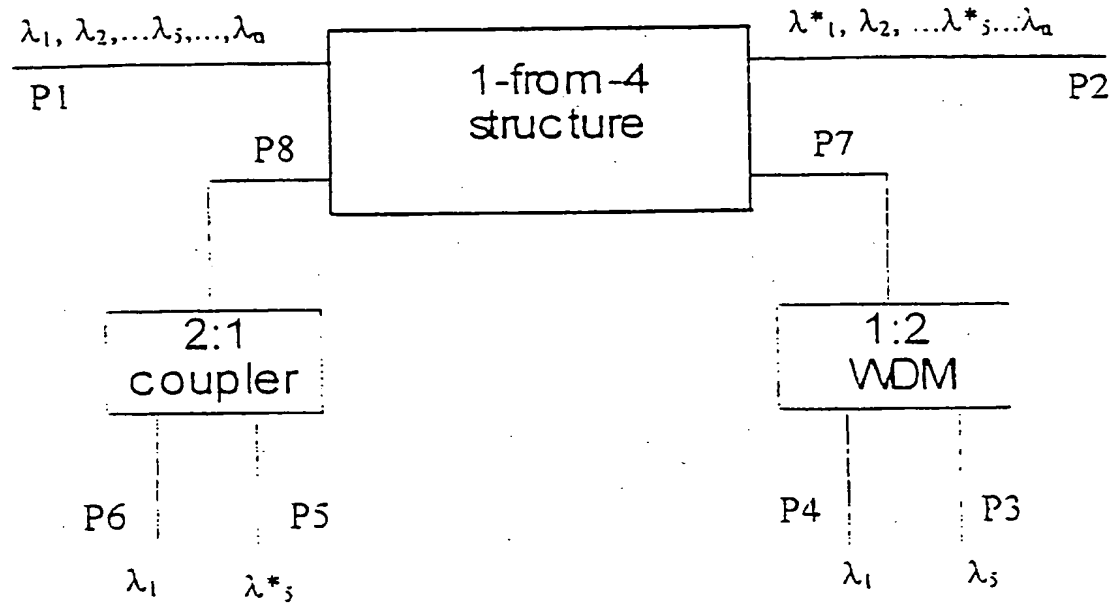 λ₁, λ₂,...λ₅,...,λₙ
λ*₁, λ₂, ...λ*₅...λₙ
P1
1-from-4
structure
P2
P8
P7
2:1
coupler
1:2
WDM
P6
P5
P4
P3
λ₁
λ*₅
λ₁
λ₅